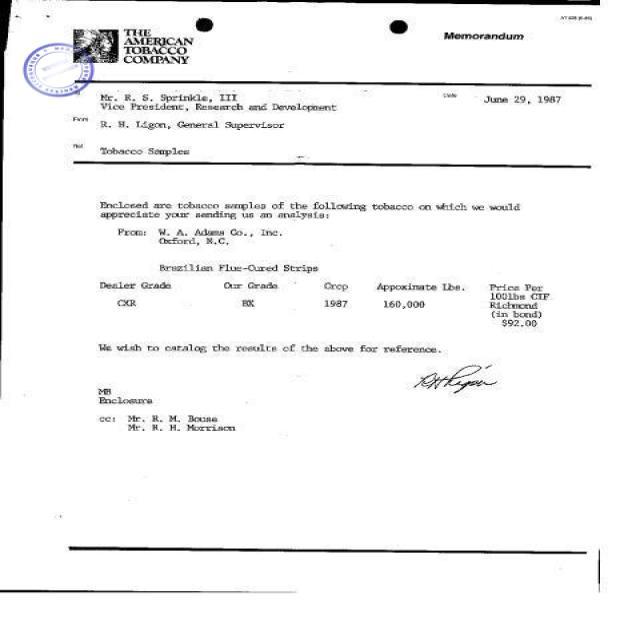 THE
AMERICAN
TOBACCO
COMPANY
Memorandum
Mr. R. S. Sprinkle, III
Vice President, Research and Development
Date
June 29, 1987
From
R. H. Ligon, General Supervisor
Tobacco Samples
Enclosed are tobacco samples of the following tobacco on which we would
appreciate your sending us an analysis:
From: W. A. Adams Co., Inc.
Oxford, N.C.
Brazilian Flue-Cured Strips
Dealer Grade Our Grade Crop Appoximate Lbs. Price Per
100lbs CIF
Richmond
(in bond)
CXR BX 1987 160,000 $92.00
We wish to catalog the results of the above for reference.
RHLigon
MB
Enclosure
cc: Mr. R. M. Bouse
Mr. R. H. Morrison